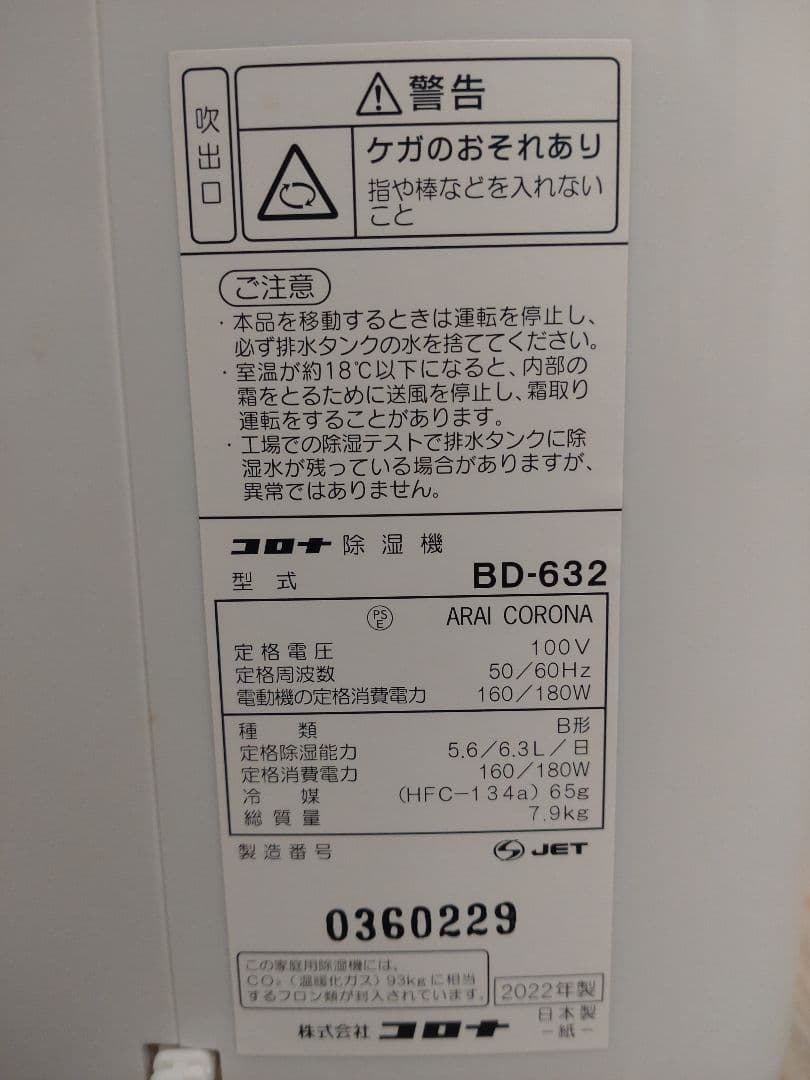 吹出口
警告
ケガのおそれあり
指や棒などを入れない
こと
ご注意
・本品を移動するときは運転を停止し、
必ず排水タンクの水を捨ててください。
・室温が約18℃以下になると、内部の
霜をとるために送風を停止し、霜取り
運転をすることがあります。
・工場での除湿テストで排水タンクに除
湿水が残っている場合がありますが、
異常ではありません。
コロナ 除湿機
型式 BD-632
PS E ARAI CORONA
定格電圧 100V
定格周波数 50/60Hz
電動機の定格消費電力 160/180W
種類 B形
定格除湿能力 5.6/6.3L/日
定格消費電力 160/180W
冷媒 (HFC-134a) 65g
総質量 7.9kg
製造番号 JET
0360229
この家庭用除湿機には、
CO₂(温暖化ガス)93kgに相当
するフロン類が封入されています。
2022年製
日本製
株式会社 コロナ -紙-